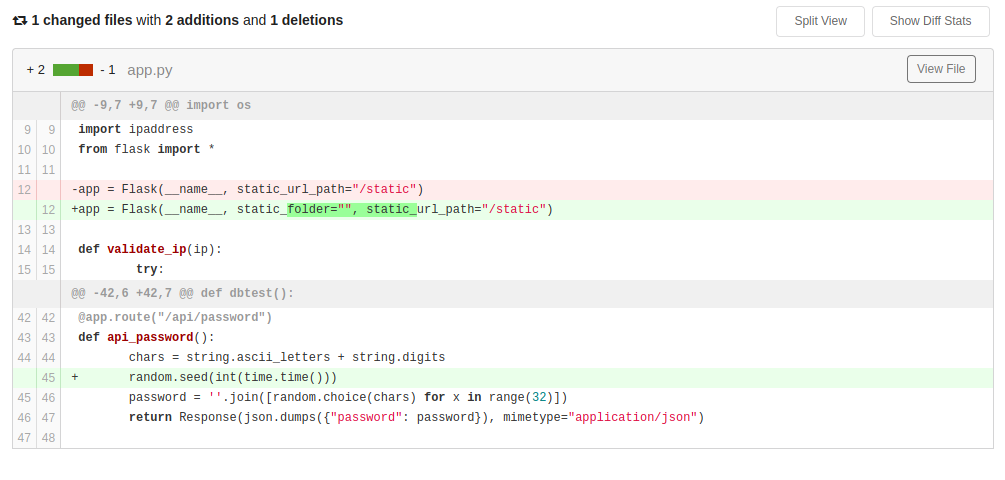 1 changed files with 2 additions and 1 deletions
Split View
Show Diff Stats
+ 2 - 1 app.py
View File
@@ -9,7 +9,7 @@ import os
9 9 import ipaddress
10 10 from flask import *
11 11
12 -app = Flask(__name__, static_url_path="/static")
12 +app = Flask(__name__, static_folder="", static_url_path="/static")
13 13
14 14 def validate_ip(ip):
15 15 try:
@@ -42,6 +42,7 @@ def dbtest():
42 42 @app.route("/api/password")
43 43 def api_password():
44 44 chars = string.ascii_letters + string.digits
45 + random.seed(int(time.time()))
45 46 password = ''.join([random.choice(chars) for x in range(32)])
46 47 return Response(json.dumps({"password": password}), mimetype="application/json")
47 48